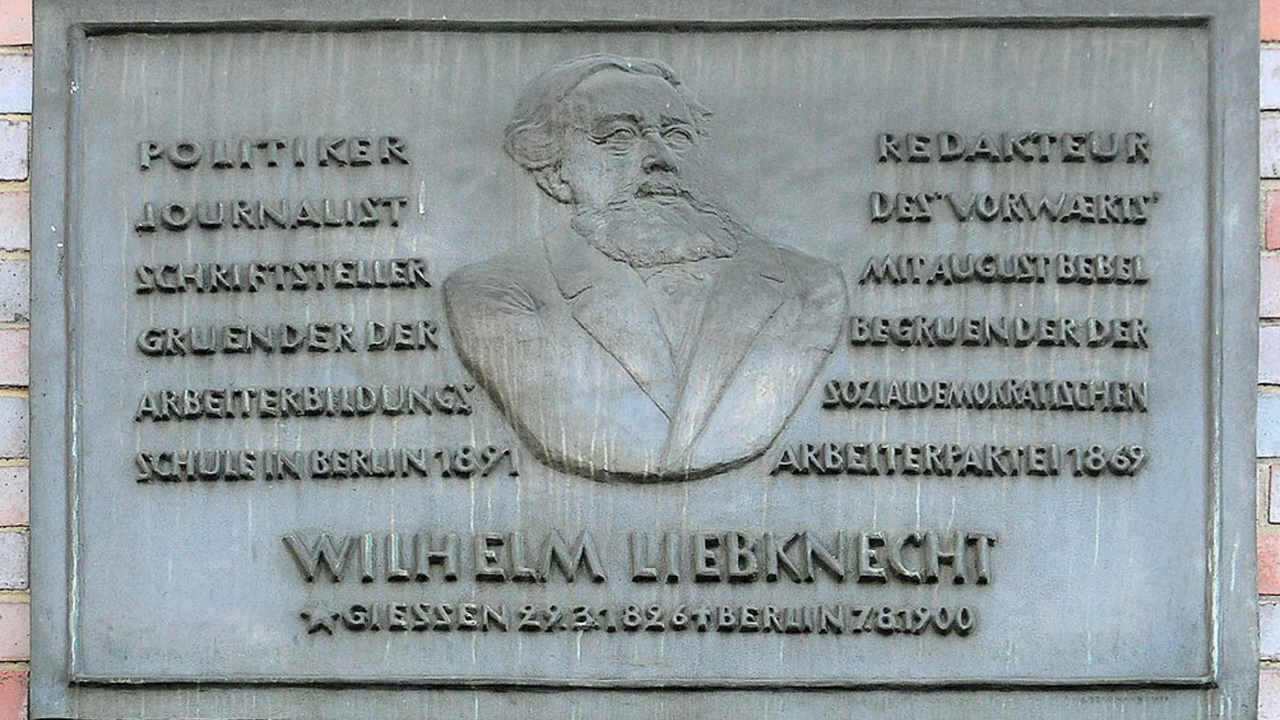 POLITIKER
JOURNALIST
SCHRIFTSTELLER
GRUENDER DER
ARBEITERBILDUNGS-
SCHULE IN BERLIN 1891
REDAKTEUR
DES "VORWÆRTS"
MIT AUGUST BEBEL
BEGRUENDER DER
SOZIALDEMOKRATISCHEN
ARBEITERPARTEI 1869
WILHELM LIEBKNECHT
☆GIESSEN 29.3.1826✝BERLIN 7.8.1900